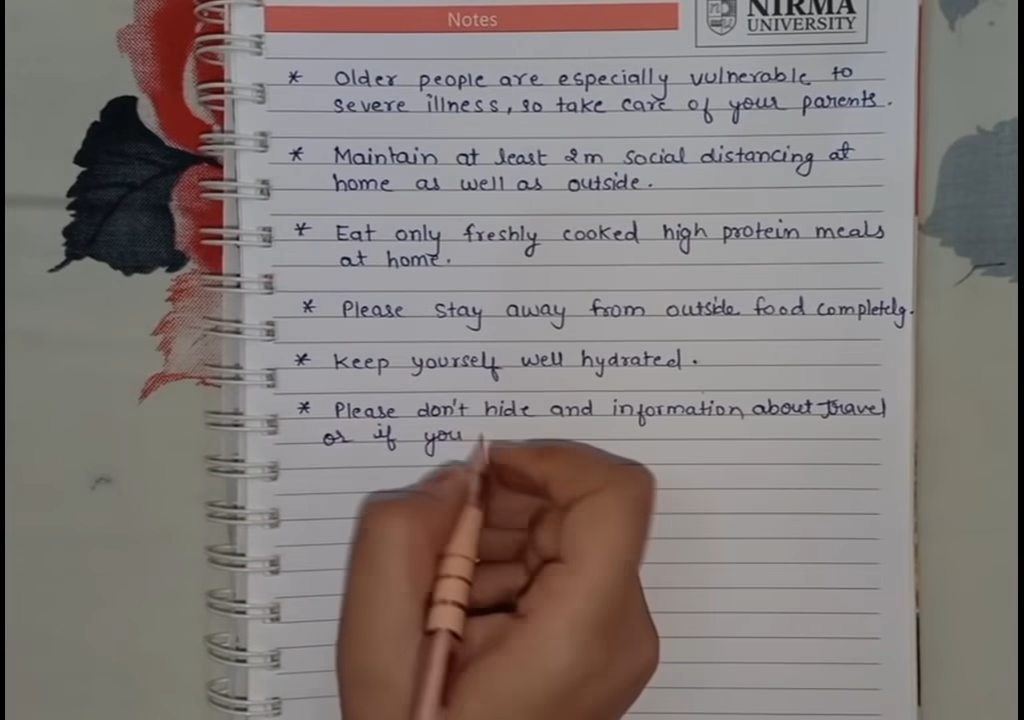 Notes
NIRMA
UNIVERSITY
* Older people are especially vulnerable to
severe illness, so take care of your parents.
* Maintain at least 2m social distancing at
home as well as outside.
* Eat only freshly cooked high protein meals
at home.
* Please stay away from outside food completely.
* Keep yourself well hydrated.
* Please don't hide and information about travel
or if you